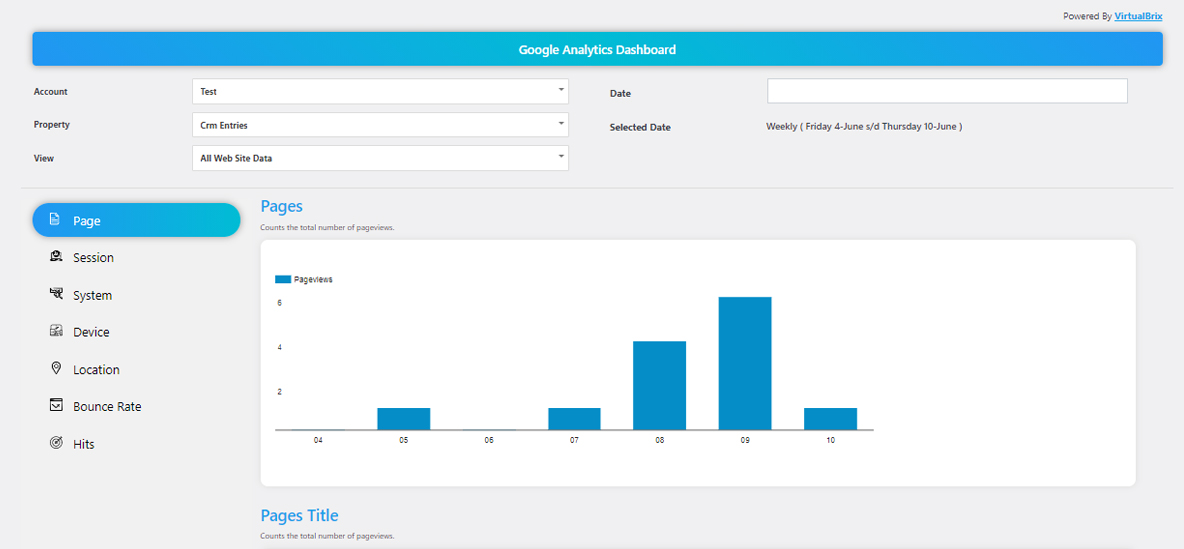 Powered By VirtualBrix
Google Analytics Dashboard
Account
Test
Date
Property
Crm Entries
Selected Date
Weekly ( Friday 4-June s/d Thursday 10-June )
View
All Web Site Data
Page
Session
System
Device
Location
Bounce Rate
Hits
Pages
Counts the total number of pageviews.
Pageviews
6
4
2
04 05 06 07 08 09 10
Pages Title
Counts the total number of pageviews.